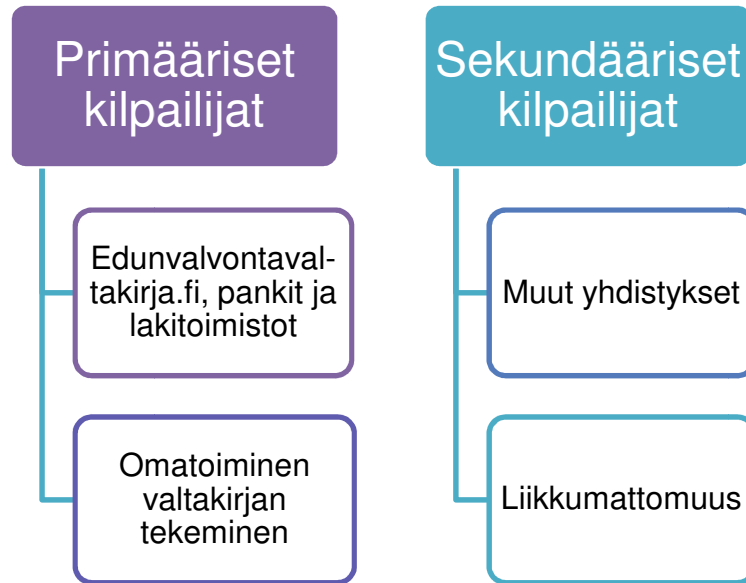 Primääriset
kilpailijat
Edunvalvontaval-
takirja.fi, pankit ja
lakitoimistot
Omatoiminen
valtakirjan
tekeminen
Sekundääriset
kilpailijat
Muut yhdistykset
Liikkumattomuus